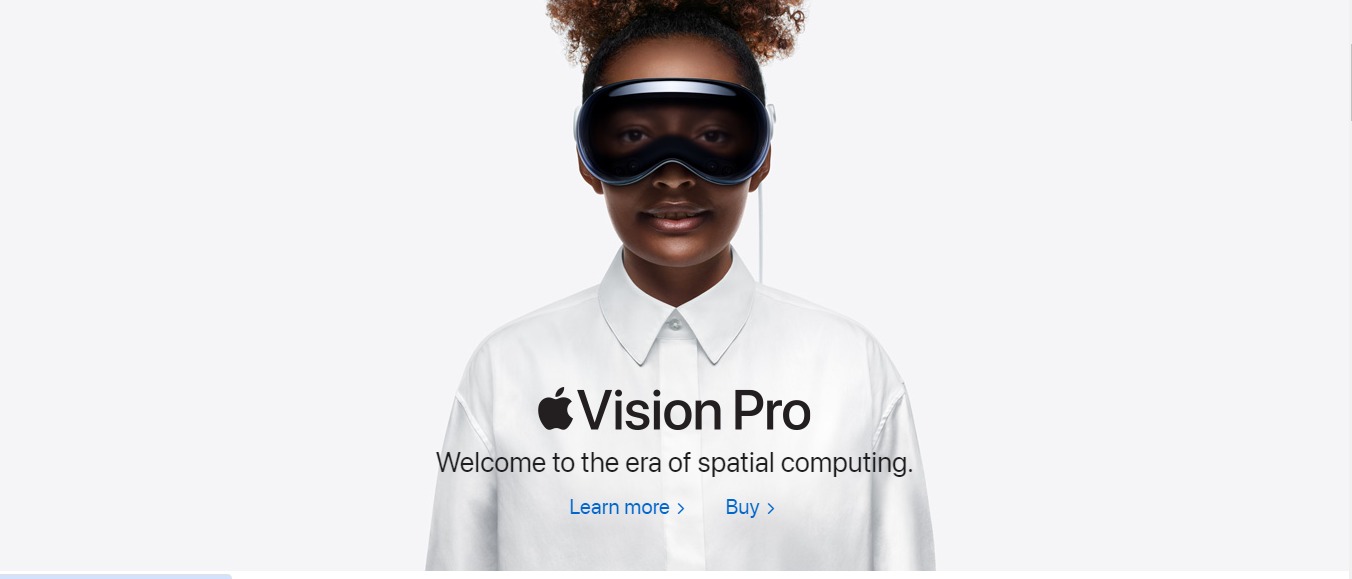 Vision Pro
Welcome to the era of spatial computing.
Learn more >
Buy >